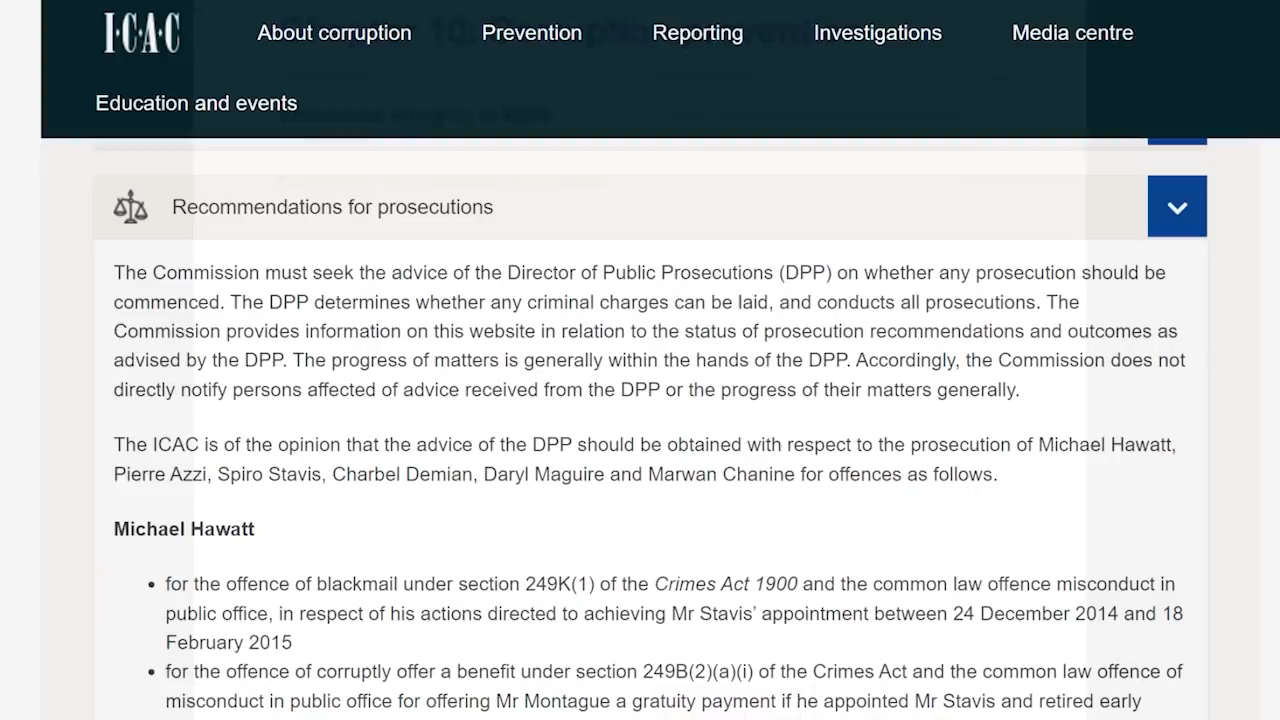 I·C·A·C About corruption Prevention Reporting Investigations Media centre
Education and events
Recommendations for prosecutions
The Commission must seek the advice of the Director of Public Prosecutions (DPP) on whether any prosecution should be
commenced. The DPP determines whether any criminal charges can be laid, and conducts all prosecutions. The
Commission provides information on this website in relation to the status of prosecution recommendations and outcomes as
advised by the DPP. The progress of matters is generally within the hands of the DPP. Accordingly, the Commission does not
directly notify persons affected of advice received from the DPP or the progress of their matters generally.
The ICAC is of the opinion that the advice of the DPP should be obtained with respect to the prosecution of Michael Hawatt,
Pierre Azzi, Spiro Stavis, Charbel Demian, Daryl Maguire and Marwan Chanine for offences as follows.
Michael Hawatt
• for the offence of blackmail under section 249K(1) of the Crimes Act 1900 and the common law offence misconduct in
public office, in respect of his actions directed to achieving Mr Stavis' appointment between 24 December 2014 and 18
February 2015
• for the offence of corruptly offer a benefit under section 249B(2)(a)(i) of the Crimes Act and the common law offence of
misconduct in public office for offering Mr Montague a gratuity payment if he appointed Mr Stavis and retired early